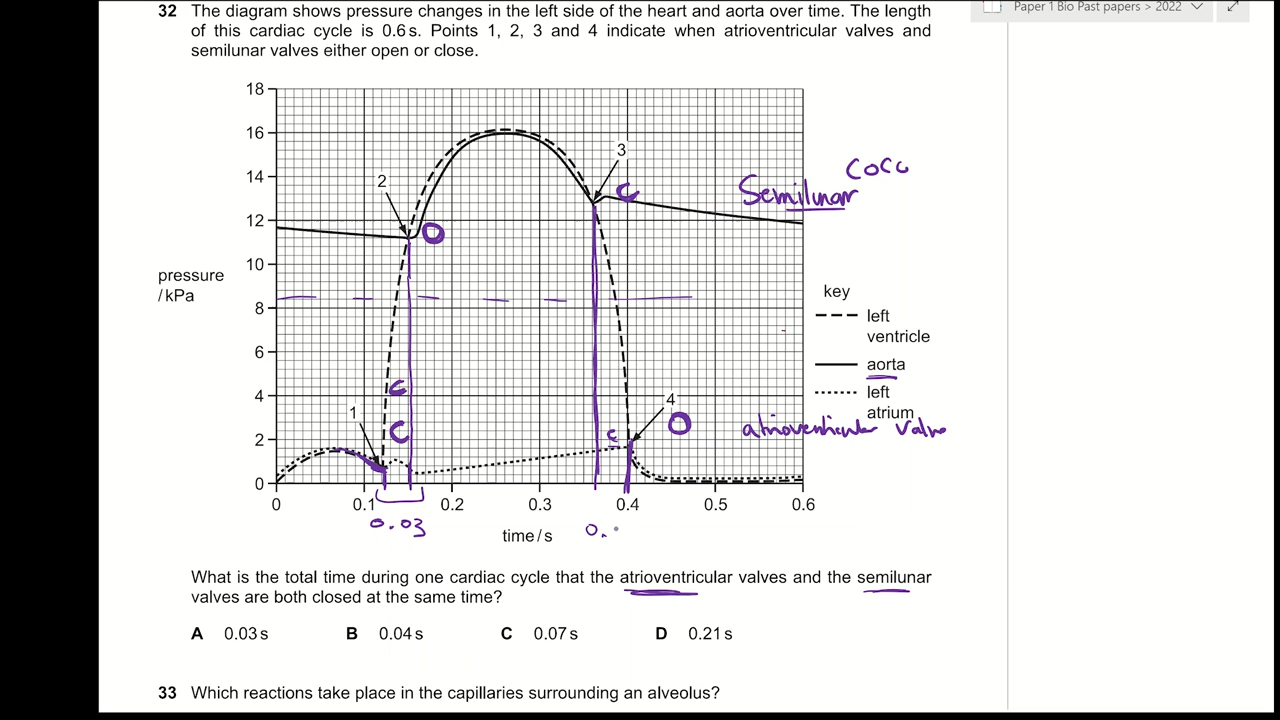 Paper 1 Bio Past papers > 2022
32 The diagram shows pressure changes in the left side of the heart and aorta over time. The length
of this cardiac cycle is 0.6 s. Points 1, 2, 3 and 4 indicate when atrioventricular valves and
semilunar valves either open or close.
18
16
14
12
10
8
6
4
2
0
pressure
/ kPa
0 0.1 0.2 0.3 0.4 0.5 0.6
time / s
1
2
3
4
O
C
C
C
C
O
0.03
0.
Semilunar
COCO
key
left
ventricle
aorta
left
atrium
atrioventricular valve
What is the total time during one cardiac cycle that the atrioventricular valves and the semilunar
valves are both closed at the same time?
A 0.03 s B 0.04 s C 0.07 s D 0.21 s
33 Which reactions take place in the capillaries surrounding an alveolus?